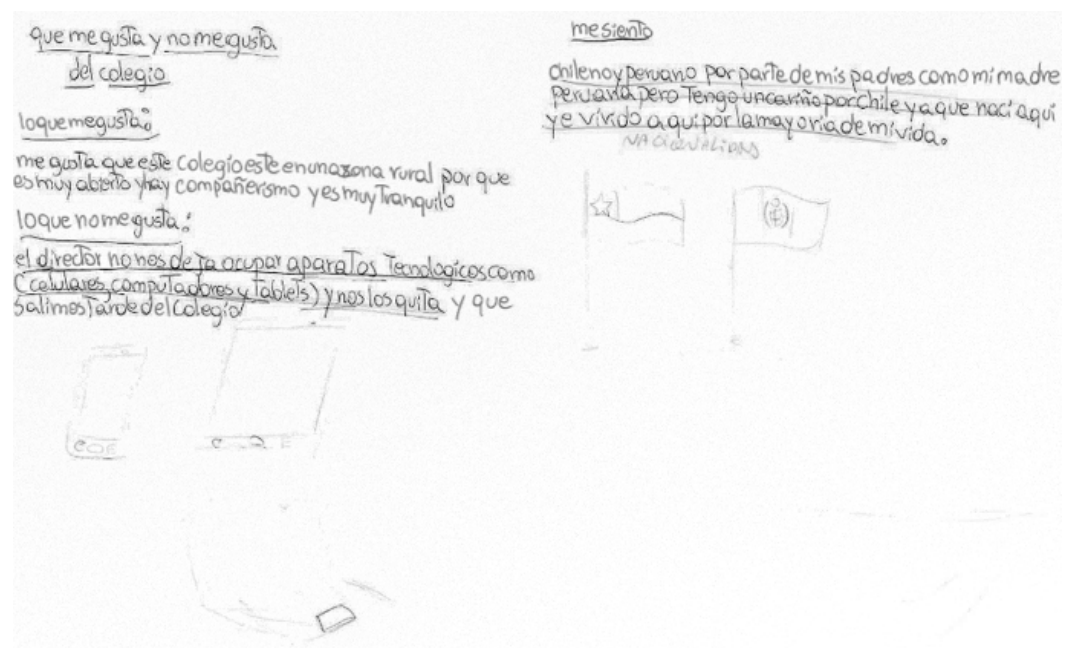 que me gusta y no me gusta
del colegio
lo que me gusta:
me gusta que este colegio este en una zona rural por que
es muy abierto y hay compañerismo y es muy Tranquilo
lo que no me gusta:
el director no nos deja ocupar aparatos Tecnologicos como
(celulares, computadores y tablets) y nos los quita y que
salimos Tarde del colegio
me siento
chileno y peruano por parte de mis padres como mi madre
peruana pero Tengo un cariño por chile ya que nací aquí
y e vivido aqui por la mayoria de mi vida.